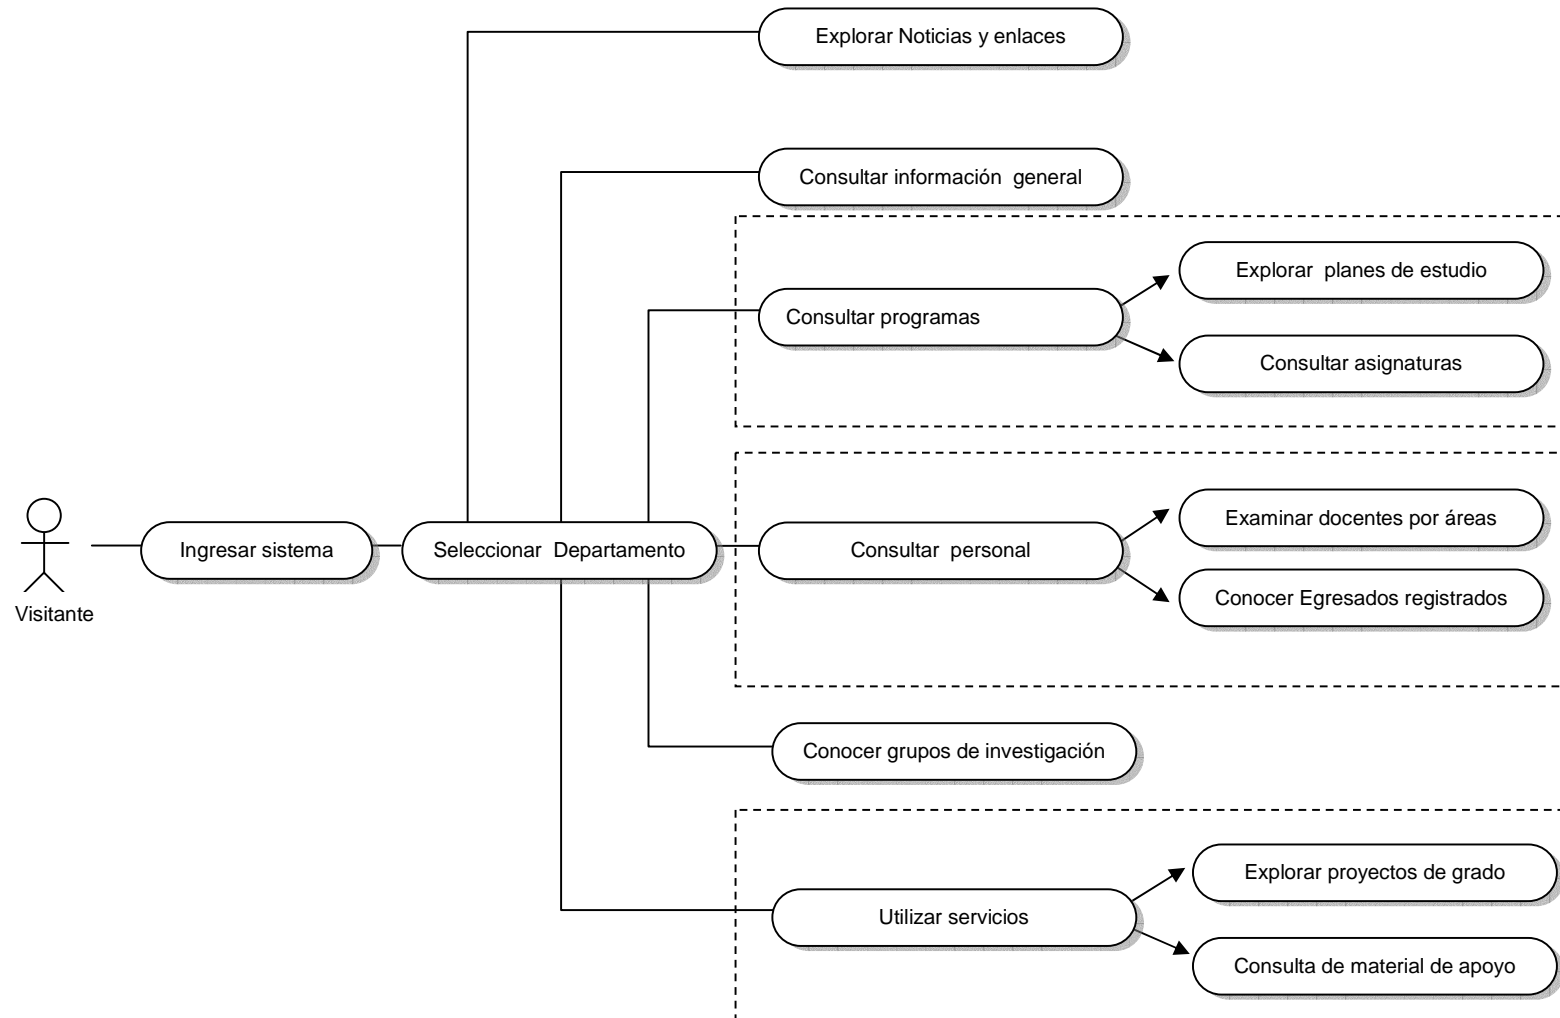 Explorar Noticias y enlaces
Consultar información general
Explorar planes de estudio
Consultar programas
Consultar asignaturas
Examinar docentes por áreas
Ingresar sistema
Seleccionar Departamento
Consultar personal
Conocer Egresados registrados
Visitante
Conocer grupos de investigación
Explorar proyectos de grado
Utilizar servicios
Consulta de material de apoyo